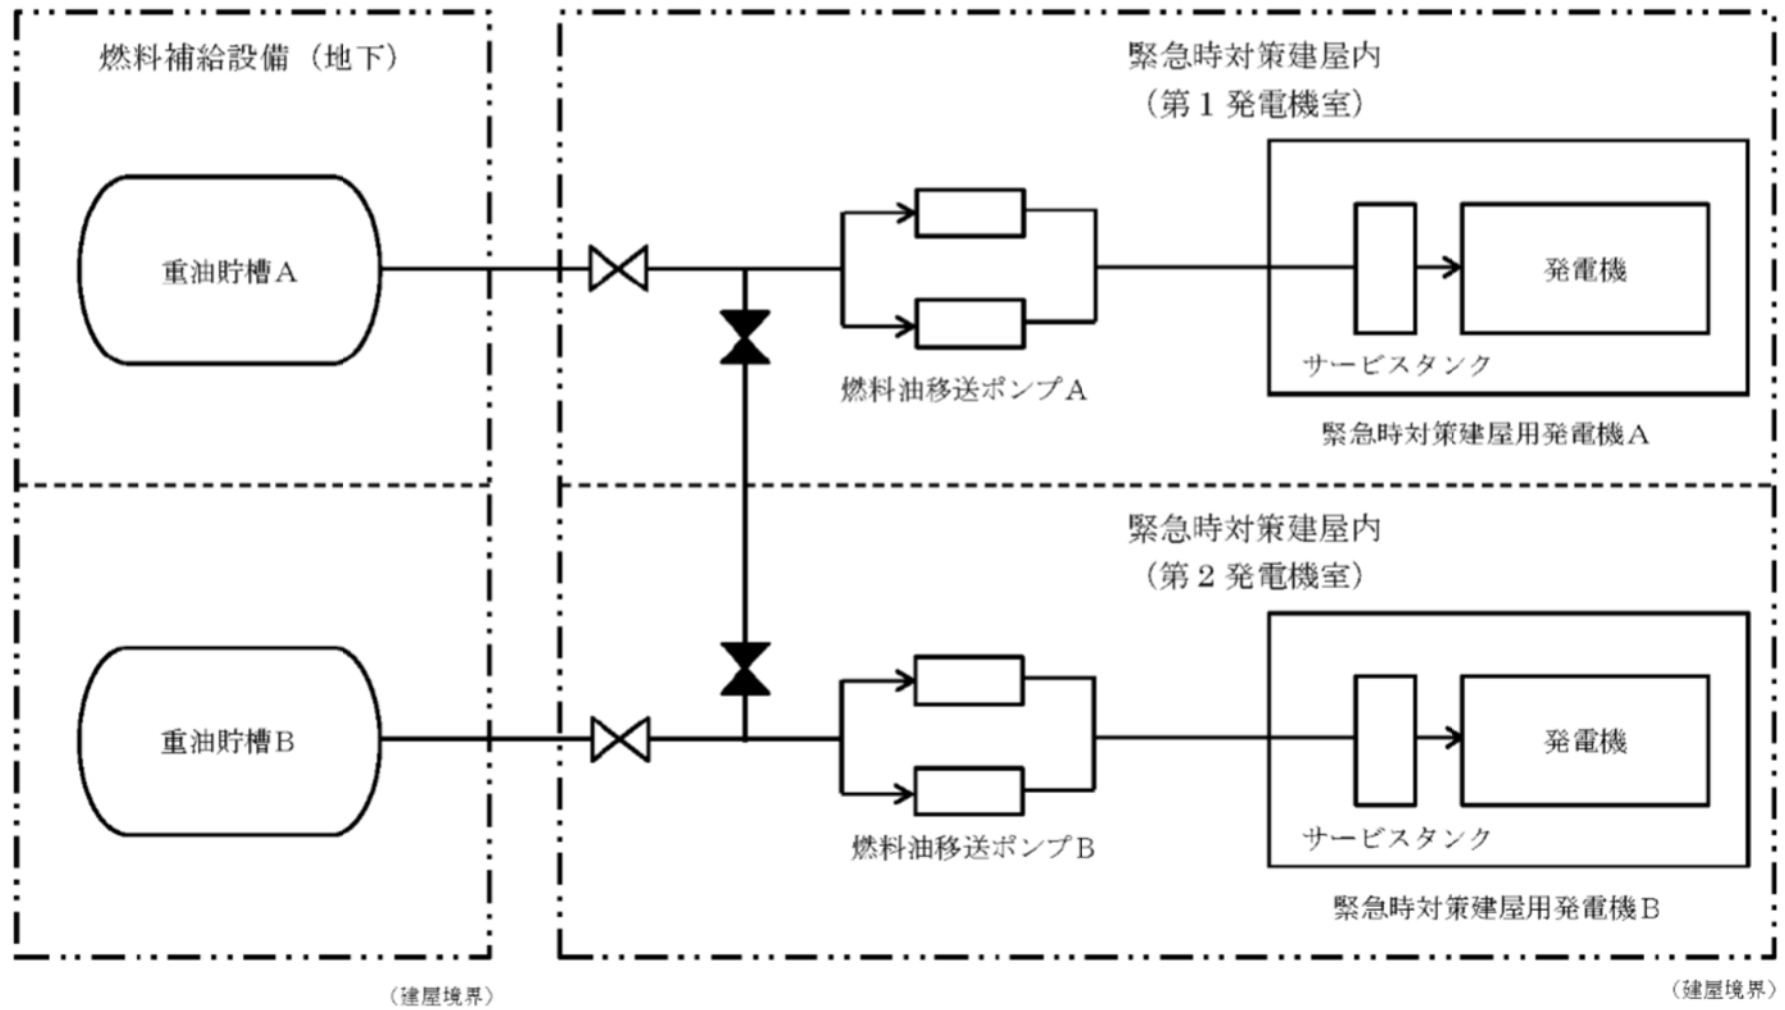 燃料補給設備（地下）
緊急時対策建屋内
（第１発電機室）
重油貯槽Ａ
発電機
サービスタンク
燃料油移送ポンプＡ
緊急時対策建屋用発電機Ａ
緊急時対策建屋内
（第２発電機室）
重油貯槽Ｂ
発電機
サービスタンク
燃料油移送ポンプＢ
緊急時対策建屋用発電機Ｂ
（建屋境界）
（建屋境界）